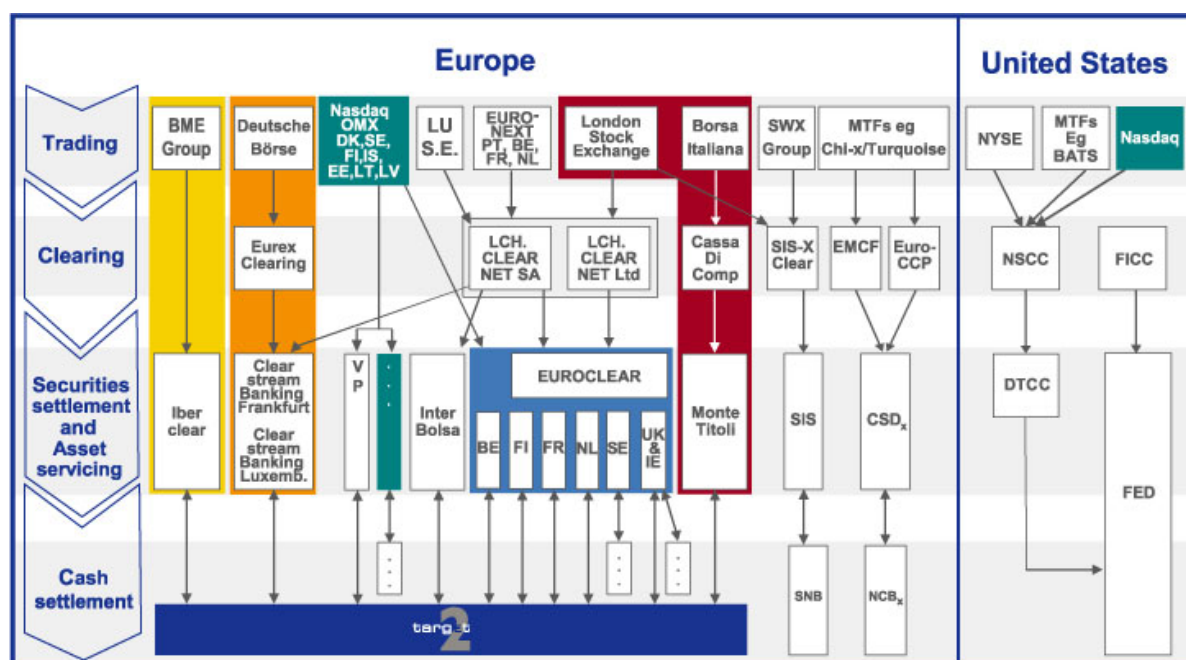 Europe
United States
Trading
BME
Group
Deutsche
Börse
Nasdaq
OMX
DK,SE,
FI,IS,
EE,LT,LV
LU
S.E.
EURO-
NEXT
PT, BE,
FR, NL
London
Stock
Exchange
Borsa
Italiana
SWX
Group
MTFs eg
Chi-x/Turquoise
NYSE
MTFs
Eg
BATS
Nasdaq
Clearing
Eurex
Clearing
LCH.
CLEAR
NET SA
LCH.
CLEAR
NET Ltd
Cassa
Di
Comp
SIS-X
Clear
EMCF
Euro-
CCP
NSCC
FICC
Securities
settlement
and
Asset
servicing
Iber
clear
Clear
stream
Banking
Frankfurt
Clear
stream
Banking
Luxemb.
V
P
. . .
Inter
Bolsa
EUROCLEAR
BE
FI
FR
NL
SE
UK
&
IE
Monte
Titoli
SIS
CSDx
DTCC
FED
Cash
settlement
. . .
. . .
. . .
SNB
NCBx
target
2